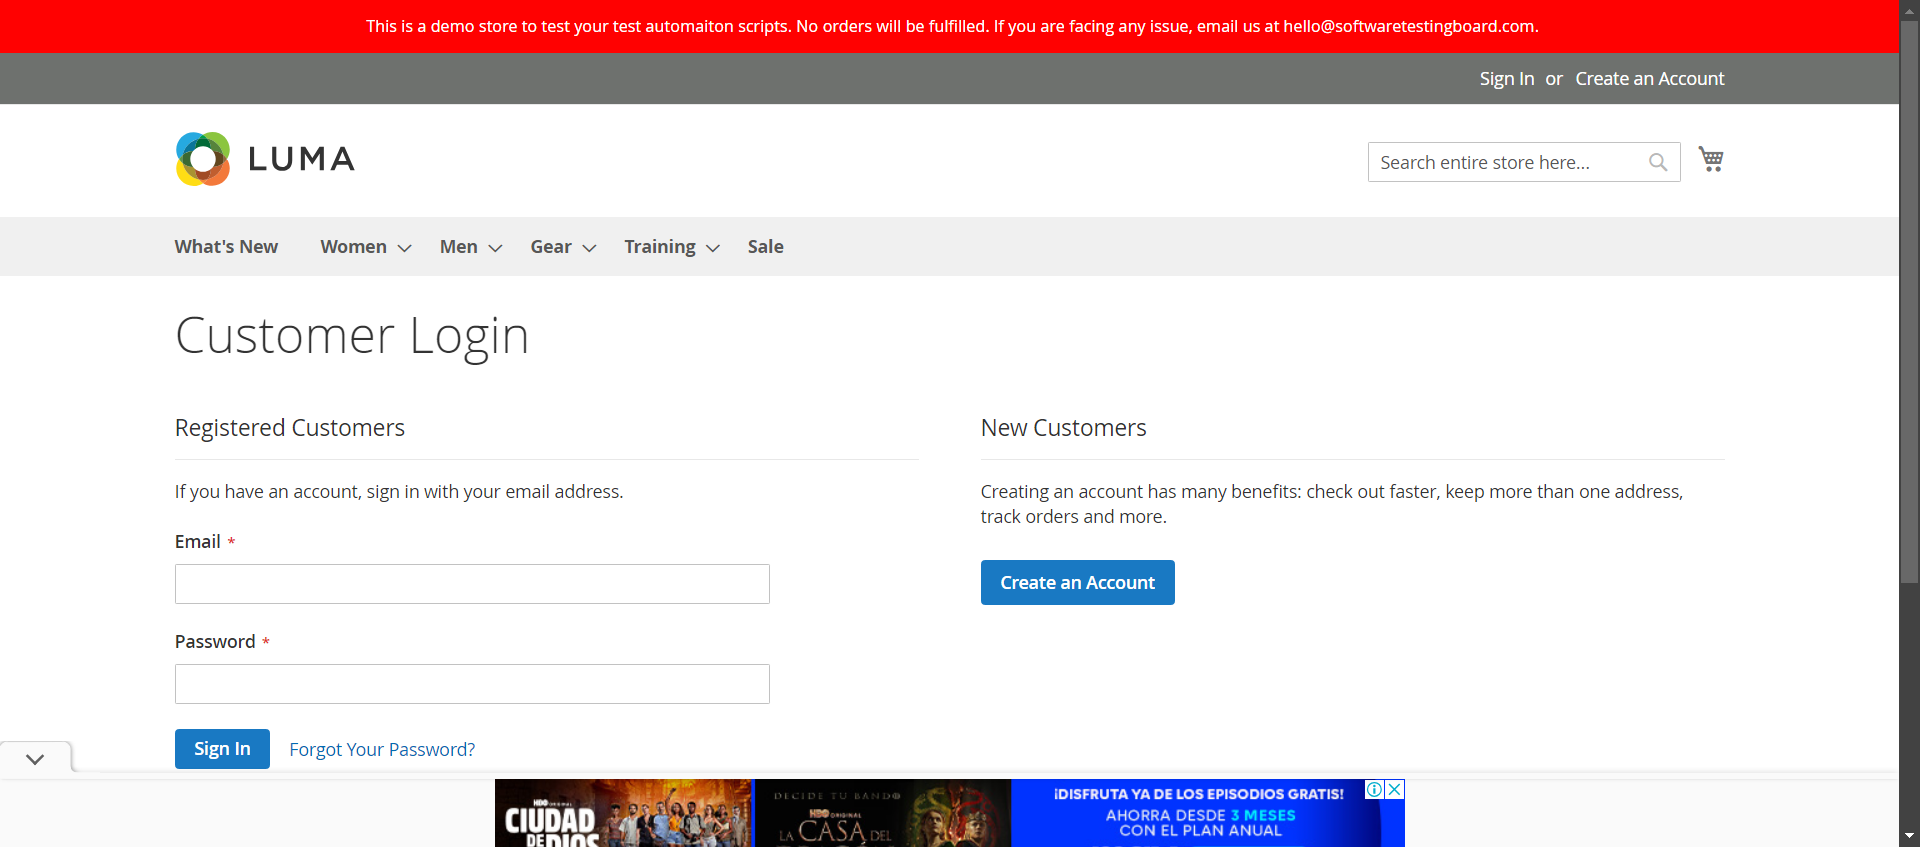 This is a demo store to test your test automaiton scripts. No orders will be fulfilled. If you are facing any issue, email us at hello@softwaretestingboard.com.
Sign In or Create an Account
LUMA
Search entire store here...
What's New Women Men Gear Training Sale
Customer Login
Registered Customers
If you have an account, sign in with your email address.
Email *
Password *
Sign In Forgot Your Password?
New Customers
Creating an account has many benefits: check out faster, keep more than one address,
track orders and more.
Create an Account
HBO ORIGINAL
CIUDAD
DE DIOS
DECIDE TU BANDO
HBO ORIGINAL
LA CASA DEL
¡DISFRUTA YA DE LOS EPISODIOS GRATIS!
AHORRA DESDE 3 MESES
CON EL PLAN ANUAL